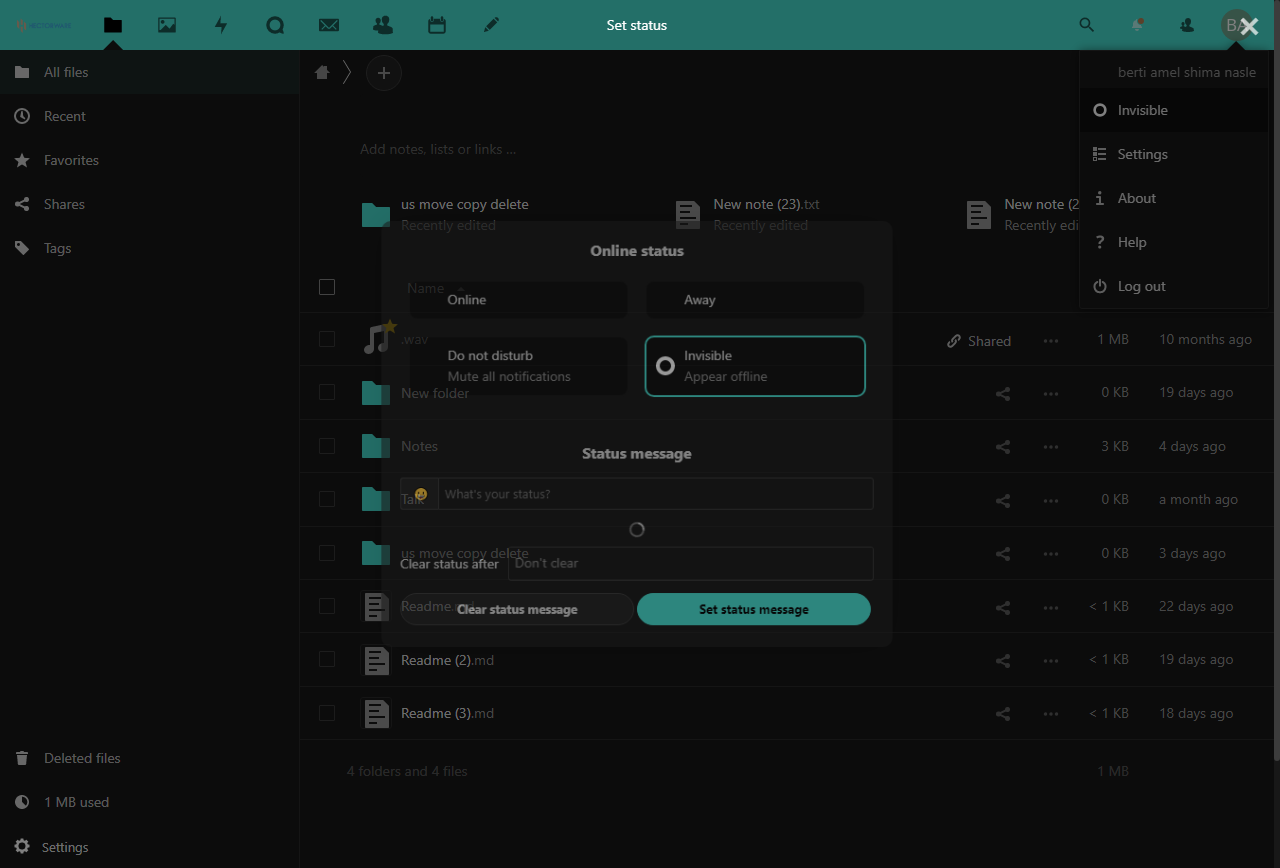 Set status
BA
All files
Recent
Favorites
Shares
Tags
Deleted files
1 MB used
Settings
berti amel shima nasle
Invisible
Settings
About
Help
Log out
Add notes, lists or links ...
us move copy delete
Recently edited
New note (23).txt
Recently edited
New note (2
Recently edi
Name
.wav
Shared
1 MB
10 months ago
New folder
0 KB
19 days ago
Notes
3 KB
4 days ago
Talk
0 KB
a month ago
us move copy delete
0 KB
3 days ago
Readme.md
< 1 KB
22 days ago
Readme (2).md
< 1 KB
19 days ago
Readme (3).md
< 1 KB
18 days ago
4 folders and 4 files
1 MB
Online status
Online
Away
Do not disturb
Mute all notifications
Invisible
Appear offline
Status message
What's your status?
Clear status after
Don't clear
Clear status message
Set status message